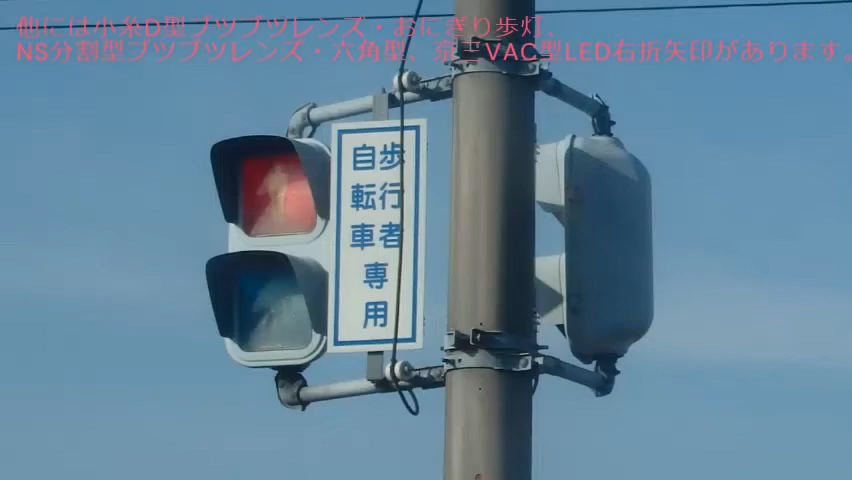 他には小糸D型ブツブツレンズ・おにぎり歩灯、
NS分割型ブツブツレンズ・六角型、京三VAC型LED右折矢印があります。
歩行者
自転車
専用